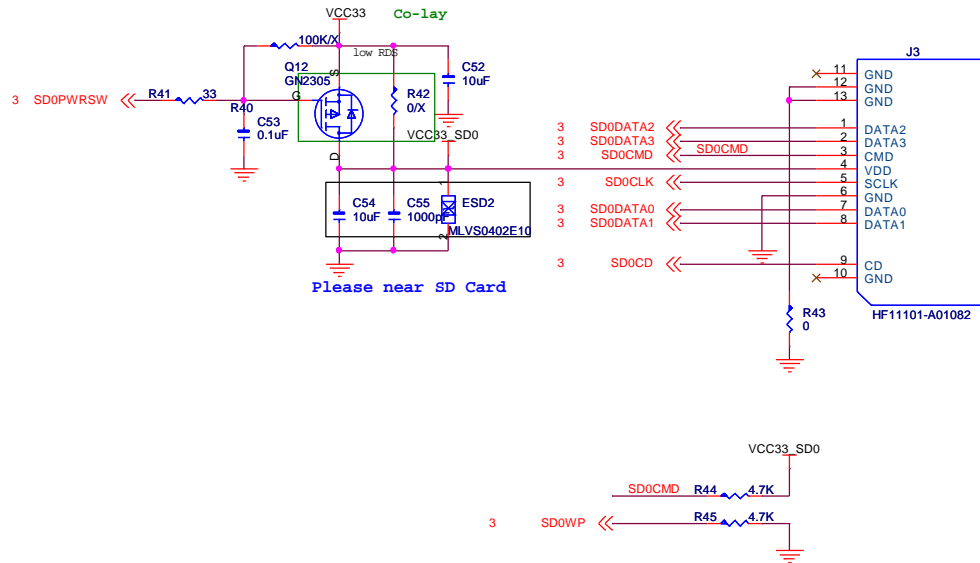 VCC33
Co-lay
100K/X
low RDS
Q12
GN2305
S
G
D
C52
10uF
3 SD0PWRSW
R41 33
R40
C53
0.1uF
R42
0/X
VCC33_SD0
C54
10uF
C55
1000pF
1
2
ESD2
MLVS0402E10
Please near SD Card
J3
11 GND
12 GND
13 GND
3 SD0DATA2 1 DATA2
3 SD0DATA3 2 DATA3
3 SD0CMD SD0CMD 3 CMD
4 VDD
3 SD0CLK 5 SCLK
6 GND
3 SD0DATA0 7 DATA0
3 SD0DATA1 8 DATA1
3 SD0CD 9 CD
10 GND
HF11101-A01082
R43
0
VCC33_SD0
SD0CMD R44 4.7K
3 SD0WP R45 4.7K